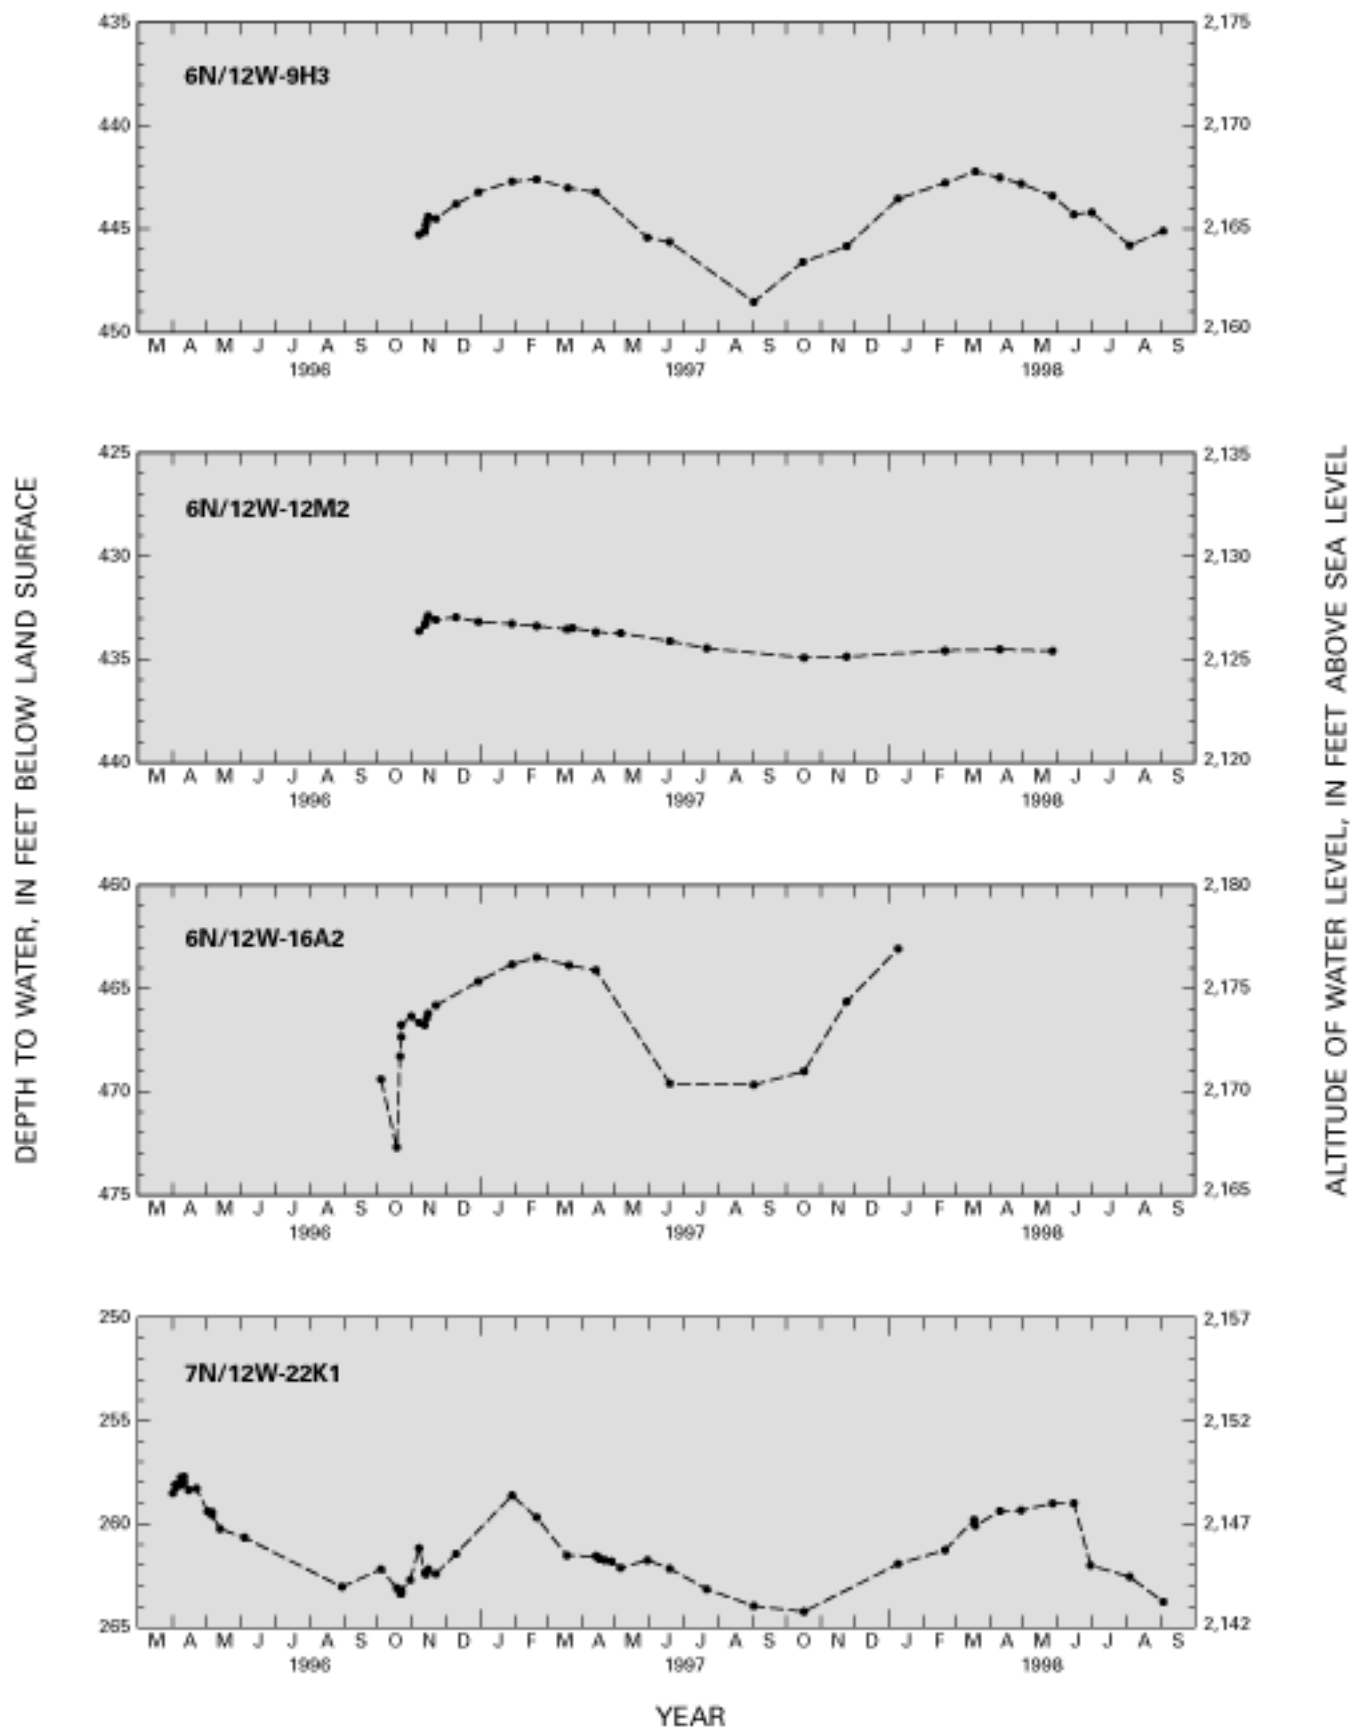 435 2,175
6N/12W-9H3
440 2,170
445 2,165
450 2,160
M A M J J A S O N D J F M A M J J A S O N D J F M A M J J A S
1996 1997 1998
425 2,135
6N/12W-12M2
430 2,130
435 2,125
440 2,120
M A M J J A S O N D J F M A M J J A S O N D J F M A M J J A S
1996 1997 1998
DEPTH TO WATER, IN FEET BELOW LAND SURFACE
ALTITUDE OF WATER LEVEL, IN FEET ABOVE SEA LEVEL
460 2,180
6N/12W-16A2
465 2,175
470 2,170
475 2,165
M A M J J A S O N D J F M A M J J A S O N D J F M A M J J A S
1996 1997 1998
250 2,157
7N/12W-22K1
255 2,152
260 2,147
265 2,142
M A M J J A S O N D J F M A M J J A S O N D J F M A M J J A S
1996 1997 1998
YEAR